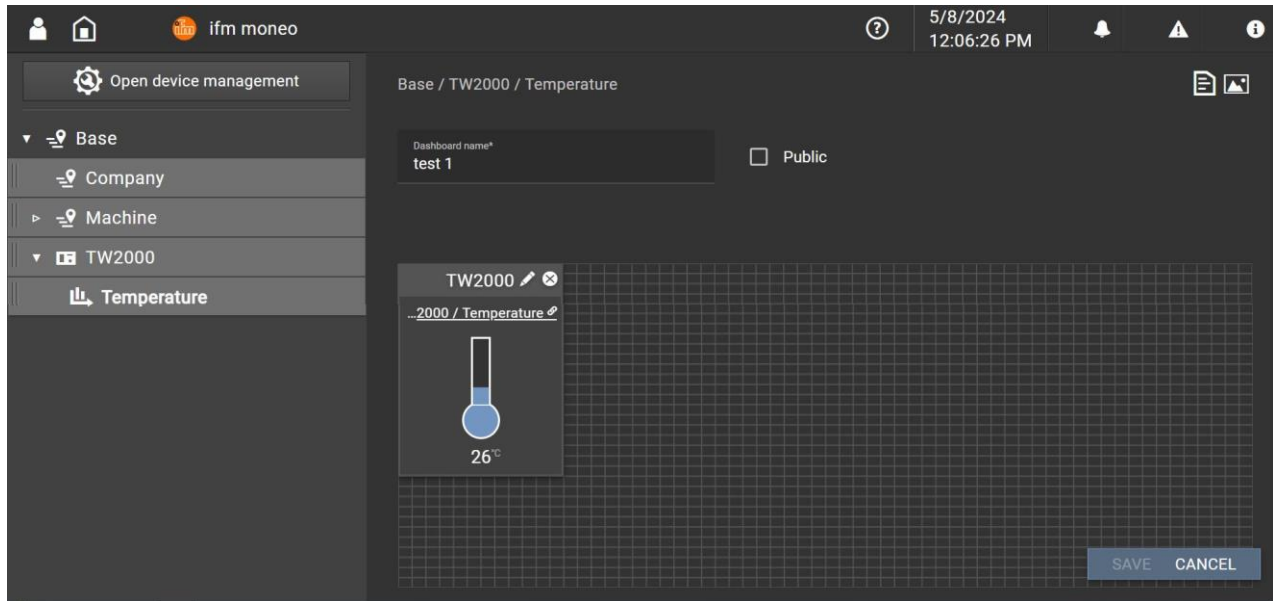 ifm moneo
5/8/2024
12:06:26 PM
Open device management
Base / TW2000 / Temperature
Base
Company
Machine
TW2000
Temperature
Dashboard name*
test 1
Public
TW2000
...2000 / Temperature
26°C
SAVE CANCEL